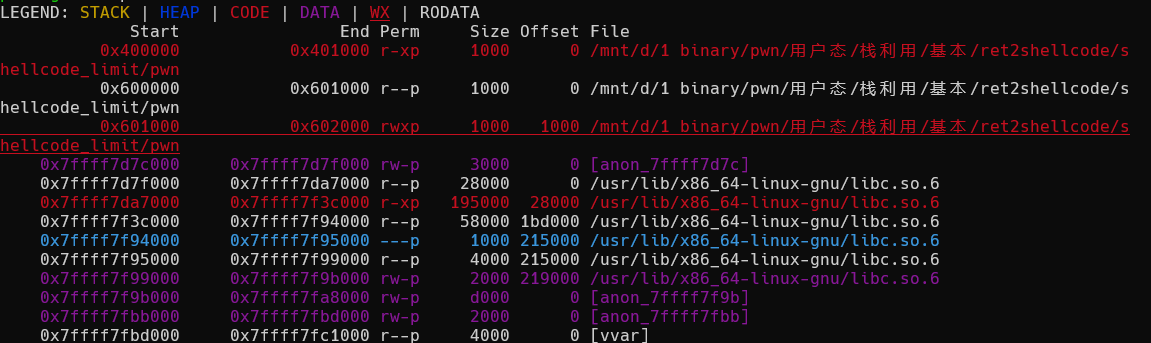 LEGEND: STACK | HEAP | CODE | DATA | WX | RODATA
Start End Perm Size Offset File
0x400000 0x401000 r-xp 1000 0 /mnt/d/1 binary/pwn/用户态/栈利用/基本/ret2shellcode/s
hellcode_limit/pwn
0x600000 0x601000 r--p 1000 0 /mnt/d/1 binary/pwn/用户态/栈利用/基本/ret2shellcode/s
hellcode_limit/pwn
0x601000 0x602000 rwxp 1000 1000 /mnt/d/1 binary/pwn/用户态/栈利用/基本/ret2shellcode/s
hellcode_limit/pwn
0x7ffff7d7c000 0x7ffff7d7f000 rw-p 3000 0 [anon_7ffff7d7c]
0x7ffff7d7f000 0x7ffff7da7000 r--p 28000 0 /usr/lib/x86_64-linux-gnu/libc.so.6
0x7ffff7da7000 0x7ffff7f3c000 r-xp 195000 28000 /usr/lib/x86_64-linux-gnu/libc.so.6
0x7ffff7f3c000 0x7ffff7f94000 r--p 58000 1bd000 /usr/lib/x86_64-linux-gnu/libc.so.6
0x7ffff7f94000 0x7ffff7f95000 ---p 1000 215000 /usr/lib/x86_64-linux-gnu/libc.so.6
0x7ffff7f95000 0x7ffff7f99000 r--p 4000 215000 /usr/lib/x86_64-linux-gnu/libc.so.6
0x7ffff7f99000 0x7ffff7f9b000 rw-p 2000 219000 /usr/lib/x86_64-linux-gnu/libc.so.6
0x7ffff7f9b000 0x7ffff7fa8000 rw-p d000 0 [anon_7ffff7f9b]
0x7ffff7fbb000 0x7ffff7fbd000 rw-p 2000 0 [anon_7ffff7fbb]
0x7ffff7fbd000 0x7ffff7fc1000 r--p 4000 0 [vvar]